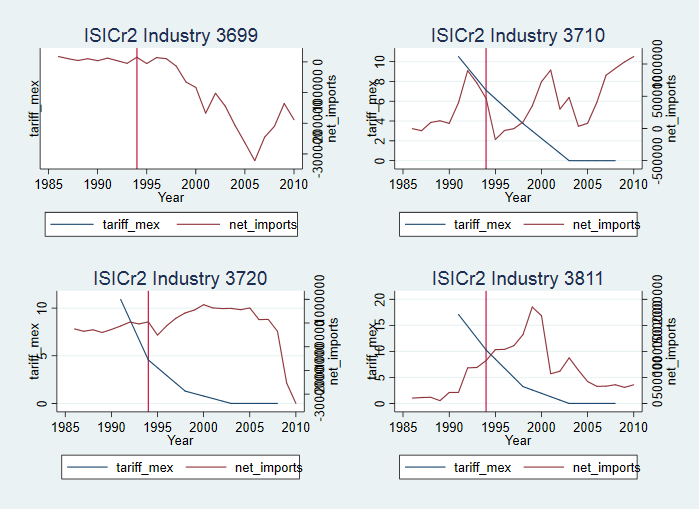 ISICr2 Industry 3699
tariff_mex
0
net_imports
1985 1990 1995 2000 2005 2010
Year
tariff_mex net_imports
ISICr2 Industry 3710
tariff_mex
10
8
6
4
2
0
1000000
500000
0
-500000
net_imports
1985 1990 1995 2000 2005 2010
Year
tariff_mex net_imports
ISICr2 Industry 3720
tariff_mex
10
5
0
net_imports
1985 1990 1995 2000 2005 2010
Year
tariff_mex net_imports
ISICr2 Industry 3811
tariff_mex
20
15
10
5
0
0
net_imports
1985 1990 1995 2000 2005 2010
Year
tariff_mex net_imports